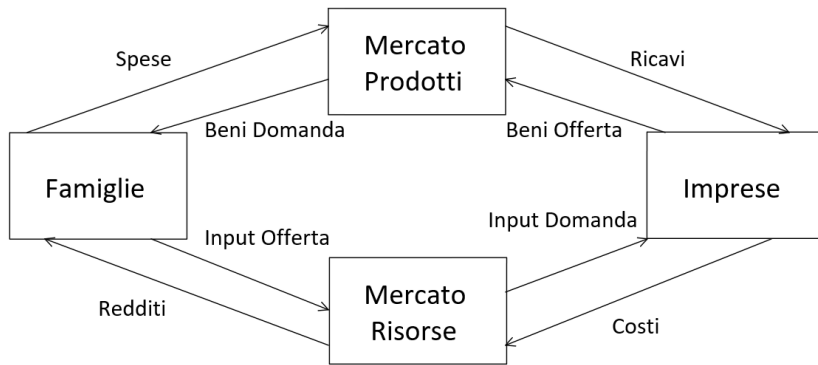 Mercato
Prodotti
Spese
Ricavi
Beni Domanda
Beni Offerta
Famiglie
Imprese
Input Offerta
Input Domanda
Mercato
Risorse
Redditi
Costi